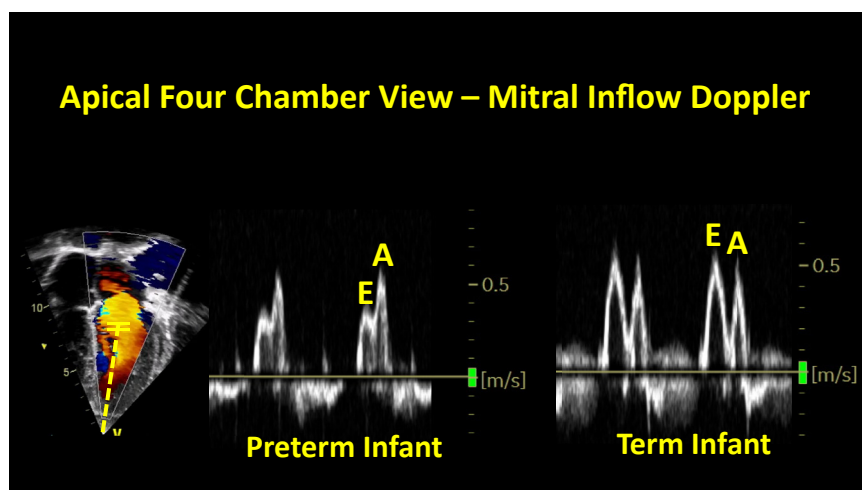 Apical Four Chamber View – Mitral Inflow Doppler
10
5
V
E
A
0.5
[m/s]
Preterm Infant
E
A
0.5
[m/s]
Term Infant